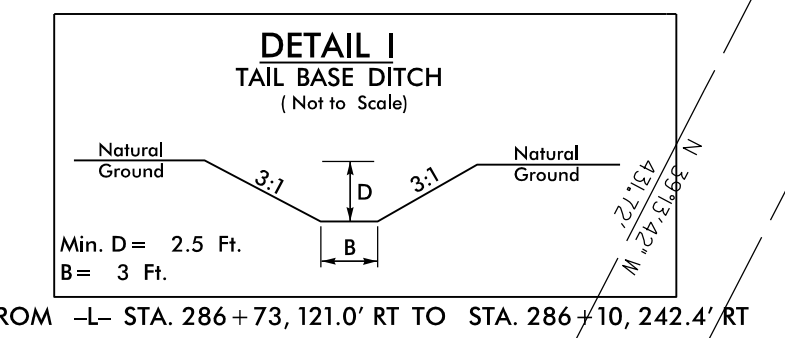 DETAIL 1
TAIL BASE DITCH
( Not to Scale)
Natural
Ground
3:1
D
3:1
Natural
Ground
Min. D = 2.5 Ft.
B = 3 Ft.
B
N 39°13'42" W
431.72'
ROM -L- STA. 286+73, 121.0' RT TO STA. 286+10, 242.4' RT